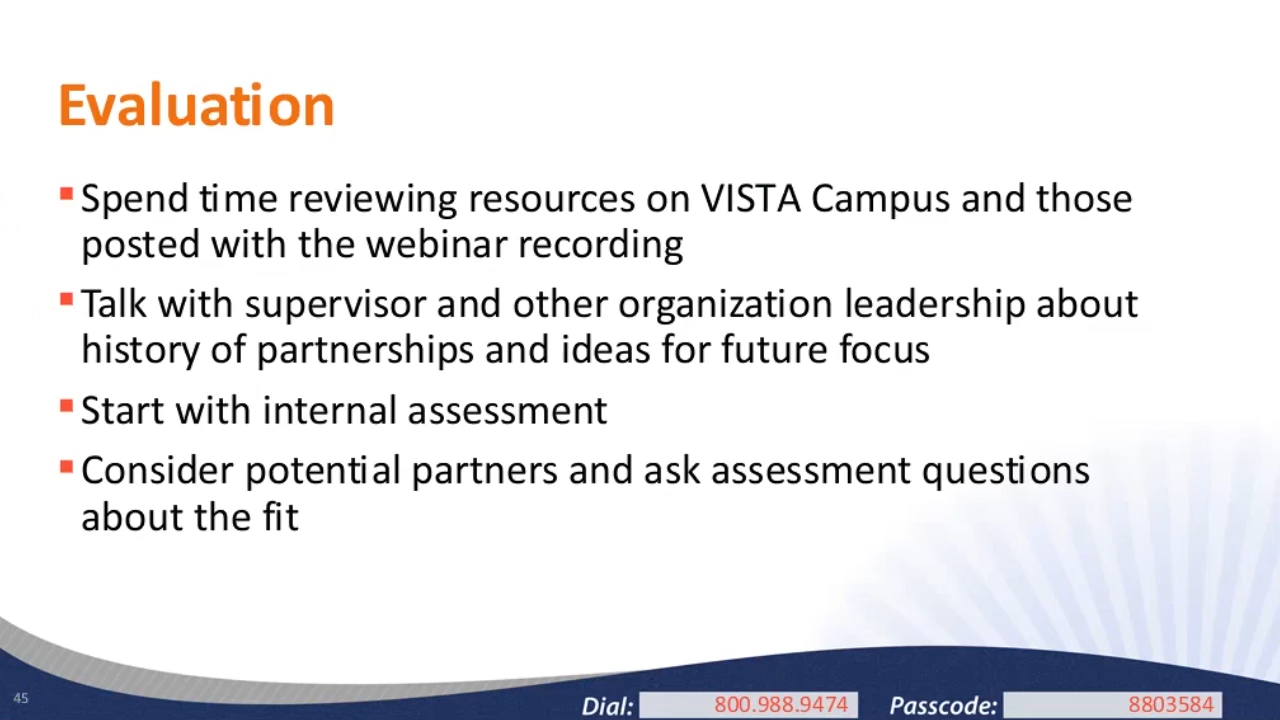 Evaluation
Spend time reviewing resources on VISTA Campus and those
posted with the webinar recording
Talk with supervisor and other organization leadership about
history of partnerships and ideas for future focus
Start with internal assessment
Consider potential partners and ask assessment questions
about the fit
45
Dial: 800.988.9474 Passcode: 8803584